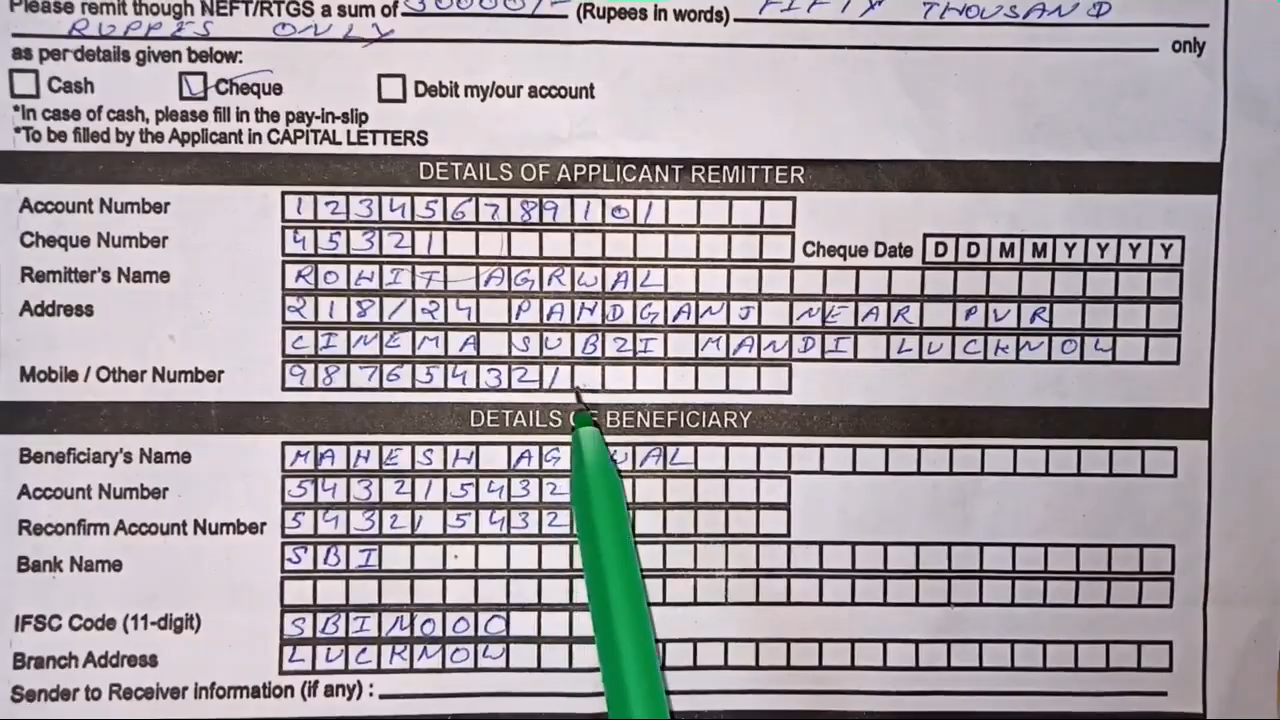 Please remit though NEFT/RTGS a sum of 50000/- (Rupees in words) FIFTY THOUSAND
RUPPES ONLY only
as per details given below:
Cash Cheque Debit my/our account
*In case of cash, please fill in the pay-in-slip
*To be filled by the Applicant in CAPITAL LETTERS
DETAILS OF APPLICANT REMITTER
Account Number 123456789101
Cheque Number 45321 Cheque Date DDMMYYYY
Remitter's Name ROHIT AGRWAL
Address 218/24 PANDGANJ NEAR PVR
CINEMA SUBZI MANDI LUCKNOW
Mobile / Other Number 987654321
DETAILS OF BENEFICIARY
Beneficiary's Name MAHESH AG WAL
Account Number 543215432
Reconfirm Account Number 543215432
Bank Name SBI
IFSC Code (11-digit) SBIN000
Branch Address LUCKNOW
Sender to Receiver information (if any) :